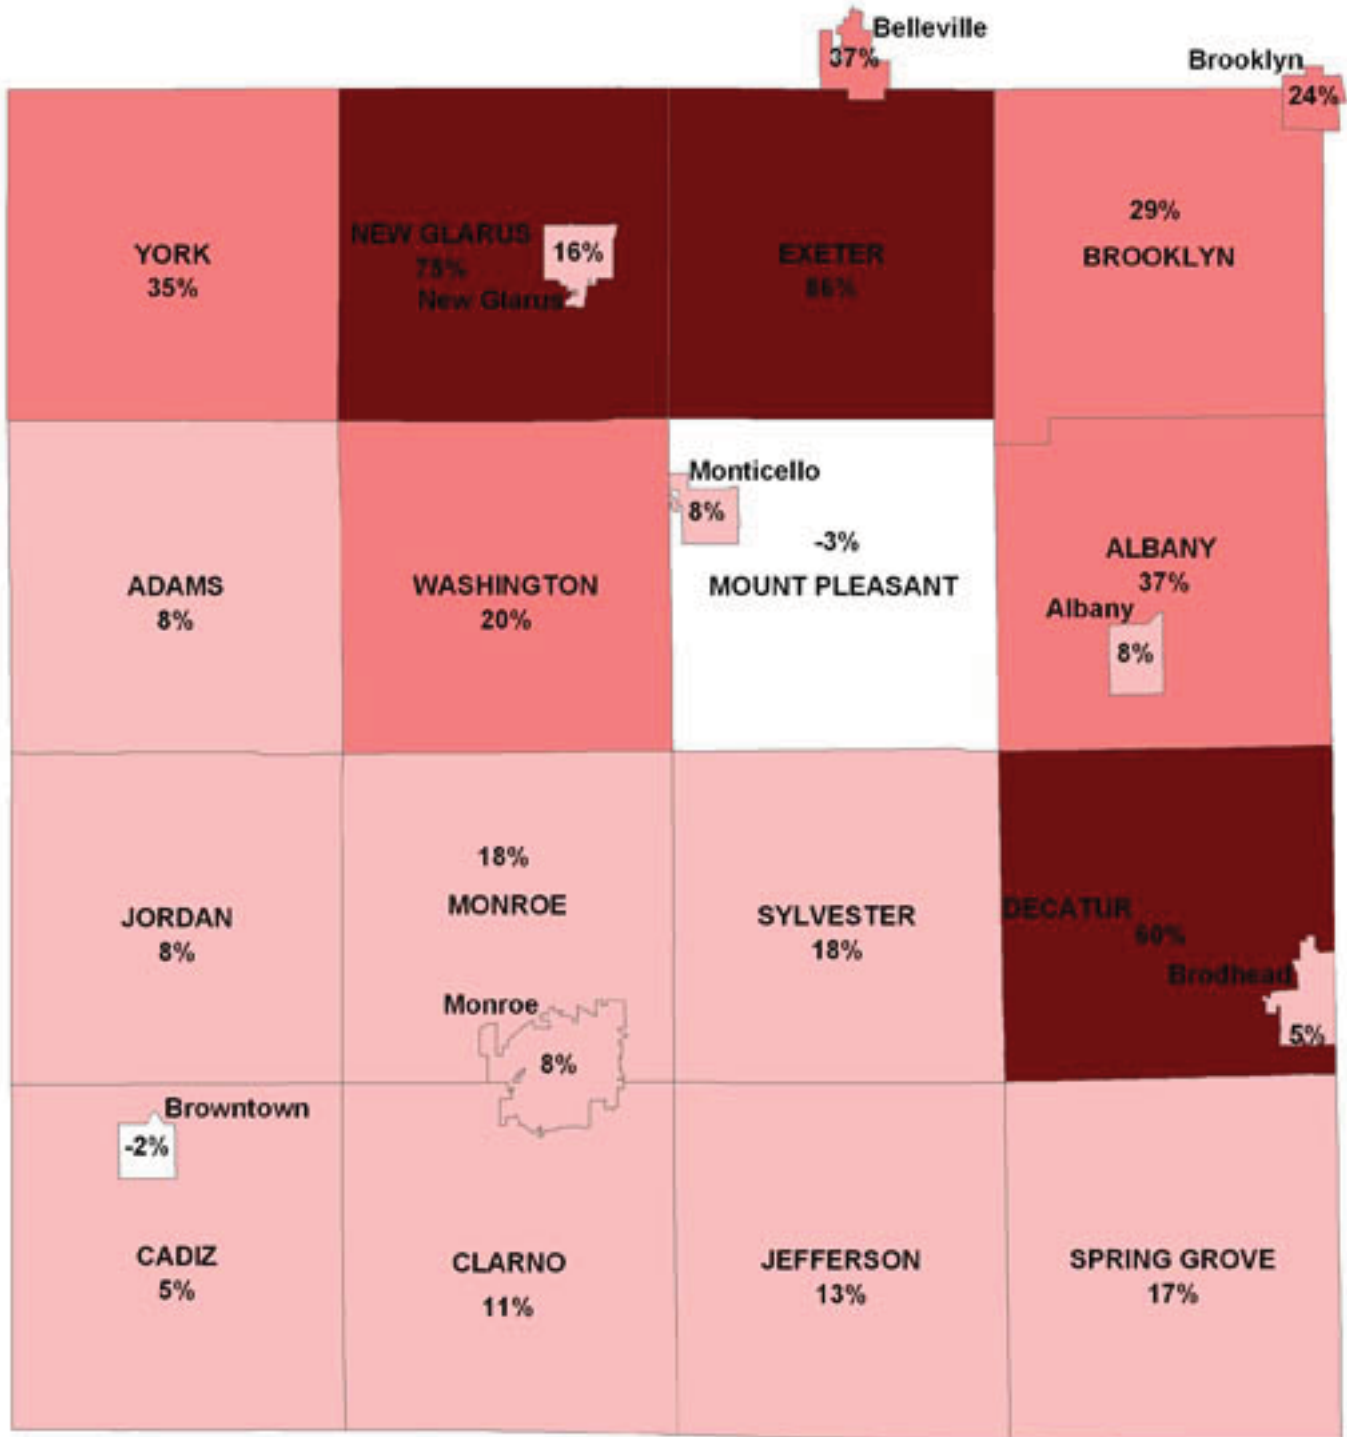 Belleville
37%
Brooklyn
24%
YORK
35%
NEW GLARUS
75%
New Glarus
16%
EXETER
86%
29%
BROOKLYN
ADAMS
8%
WASHINGTON
20%
Monticello
8%
-3%
MOUNT PLEASANT
ALBANY
37%
Albany
8%
JORDAN
8%
18%
MONROE
Monroe
8%
SYLVESTER
18%
DECATUR
60%
Brodhead
5%
Browntown
-2%
CADIZ
5%
CLARNO
11%
JEFFERSON
13%
SPRING GROVE
17%